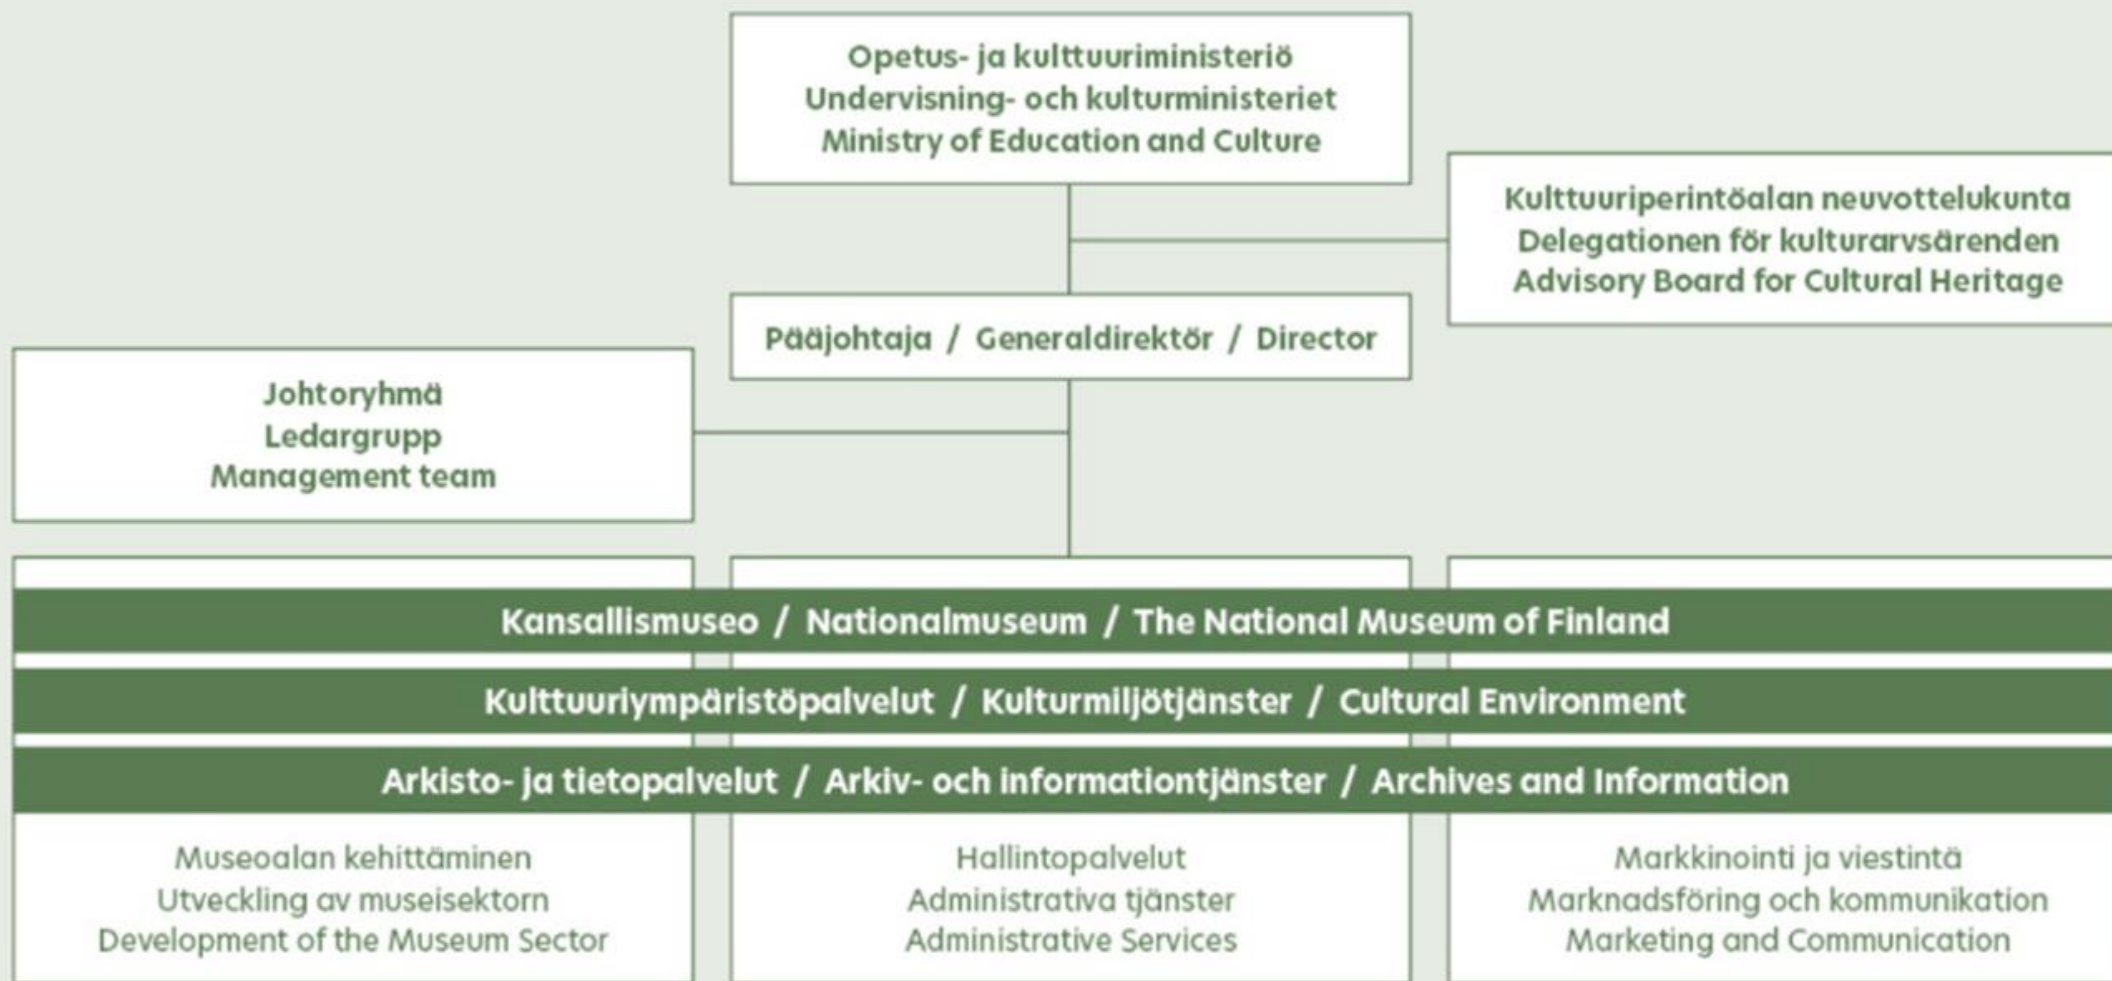 Opetus- ja kulttuuriministeriö
Undervisning- och kulturministeriet
Ministry of Education and Culture
Kulttuuriperintöalan neuvottelukunta
Delegationen för kulturarvsärenden
Advisory Board for Cultural Heritage
Pääjohtaja / Generaldirektör / Director
Johtoryhmä
Ledargrupp
Management team
Kansallismuseo / Nationalmuseum / The National Museum of Finland
Kulttuuriympäristöpalvelut / Kulturmiljötjänster / Cultural Environment
Arkisto- ja tietopalvelut / Arkiv- och informationtjänster / Archives and Information
Museoalan kehittäminen
Utveckling av museisektorn
Development of the Museum Sector
Hallintopalvelut
Administrativa tjänster
Administrative Services
Markkinointi ja viestintä
Marknadsföring och kommunikation
Marketing and Communication